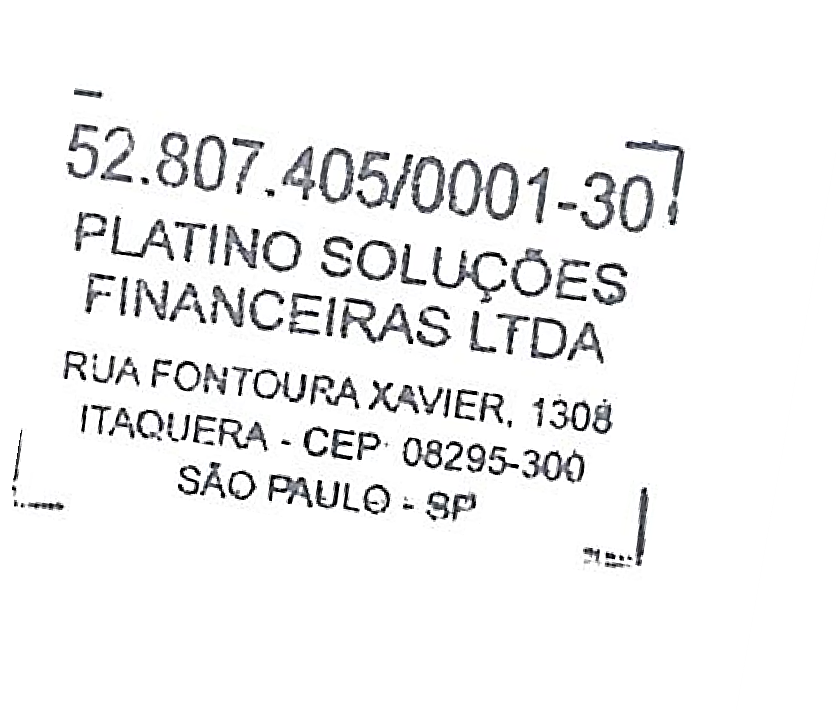 52.807.405/0001-30
PLATINO SOLUÇÕES
FINANCEIRAS LTDA
RUA FONTOURA XAVIER, 1308
ITAQUERA - CEP 08295-300
SÃO PAULO - SP